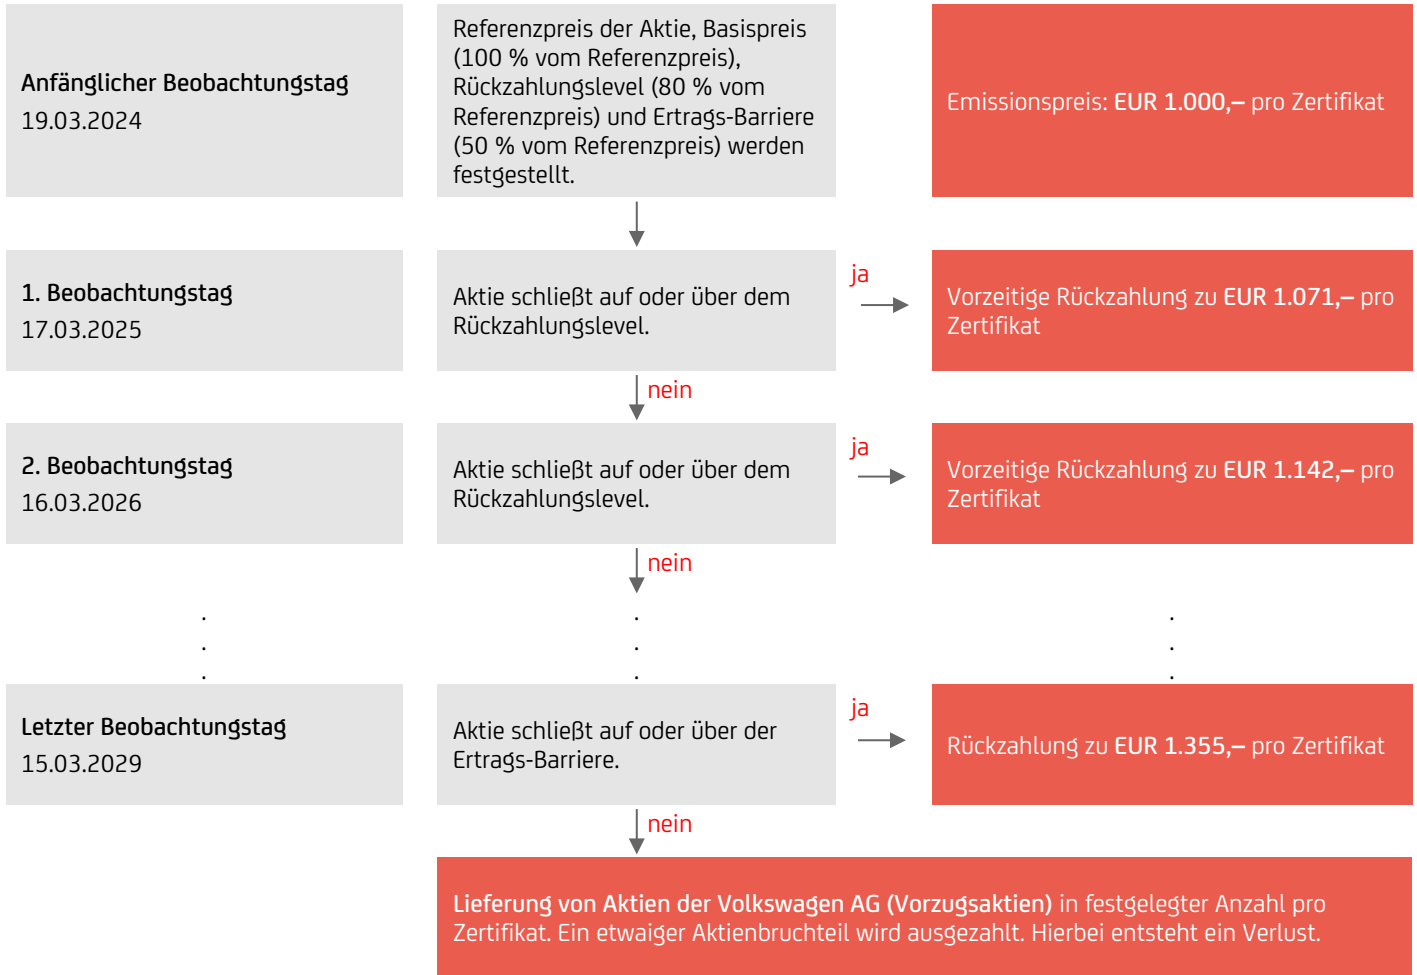 Anfänglicher Beobachtungstag
19.03.2024
Referenzpreis der Aktie, Basispreis
(100 % vom Referenzpreis),
Rückzahlungslevel (80 % vom
Referenzpreis) und Ertrags-Barriere
(50 % vom Referenzpreis) werden
festgestellt.
Emissionspreis: EUR 1.000,– pro Zertifikat
1. Beobachtungstag
17.03.2025
Aktie schließt auf oder über dem
Rückzahlungslevel.
ja
Vorzeitige Rückzahlung zu EUR 1.071,– pro
Zertifikat
nein
2. Beobachtungstag
16.03.2026
Aktie schließt auf oder über dem
Rückzahlungslevel.
ja
Vorzeitige Rückzahlung zu EUR 1.142,– pro
Zertifikat
nein
. . .
. . .
. . .
Letzter Beobachtungstag
15.03.2029
Aktie schließt auf oder über der
Ertrags-Barriere.
ja
Rückzahlung zu EUR 1.355,– pro Zertifikat
nein
Lieferung von Aktien der Volkswagen AG (Vorzugsaktien) in festgelegter Anzahl pro
Zertifikat. Ein etwaiger Aktienbruchteil wird ausgezahlt. Hierbei entsteht ein Verlust.